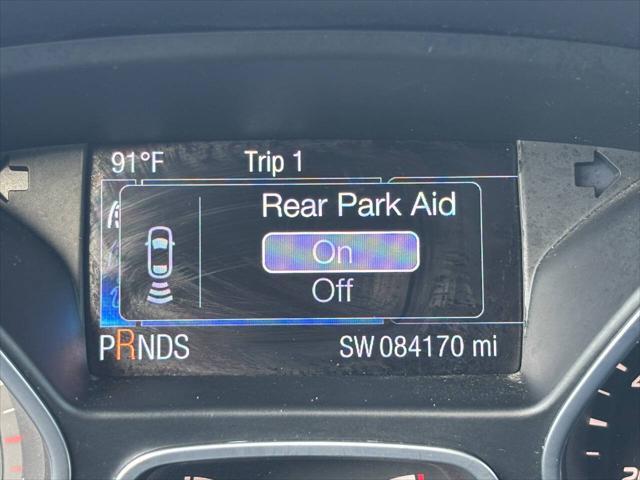 91°F Trip 1
Rear Park Aid
On
Off
PRNDS SW 084170 mi